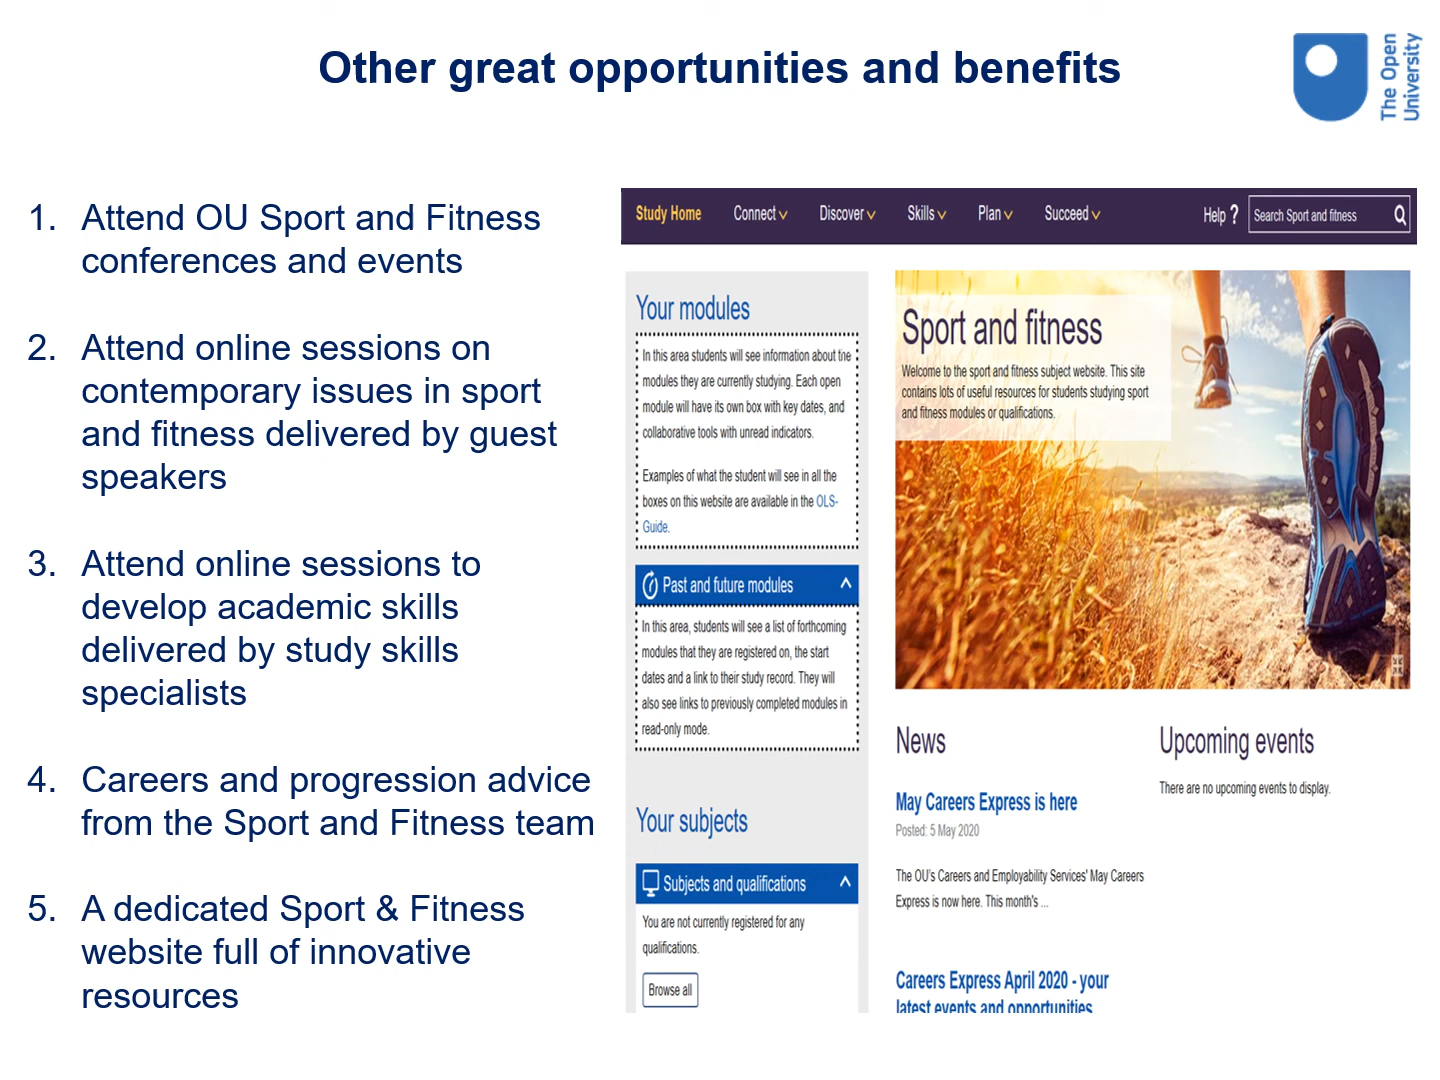 Other great opportunities and benefits
The Open
University
1. Attend OU Sport and Fitness
conferences and events
2. Attend online sessions on
contemporary issues in sport
and fitness delivered by guest
speakers
3. Attend online sessions to
develop academic skills
delivered by study skills
specialists
4. Careers and progression advice
from the Sport and Fitness team
5. A dedicated Sport & Fitness
website full of innovative
resources
Study Home Connect Discover Skills Plan Succeed Help ? Search Sport and fitness
Your modules
In this area students will see information about the
modules they are currently studying. Each open
module will have its own box with key dates, and
collaborative tools with unread indicators.
Examples of what the student will see in all the
boxes on this website are available in the OLS-
Guide.
Past and future modules
In this area, students will see a list of forthcoming
modules that they are registered on, the start
dates and a link to their study record. They will
also see links to previously completed modules in
read-only mode.
Your subjects
Subjects and qualifications
You are not currently registered for any
qualifications.
Browse all
Sport and fitness
Welcome to the sport and fitness subject website. This site
contains lots of useful resources for students studying sport
and fitness modules or qualifications.
News
May Careers Express is here
Posted: 5 May 2020
The OU's Careers and Employability Services' May Careers
Express is now here. This month's ...
Careers Express April 2020 - your
latest events and opportunities
Upcoming events
There are no upcoming events to display.